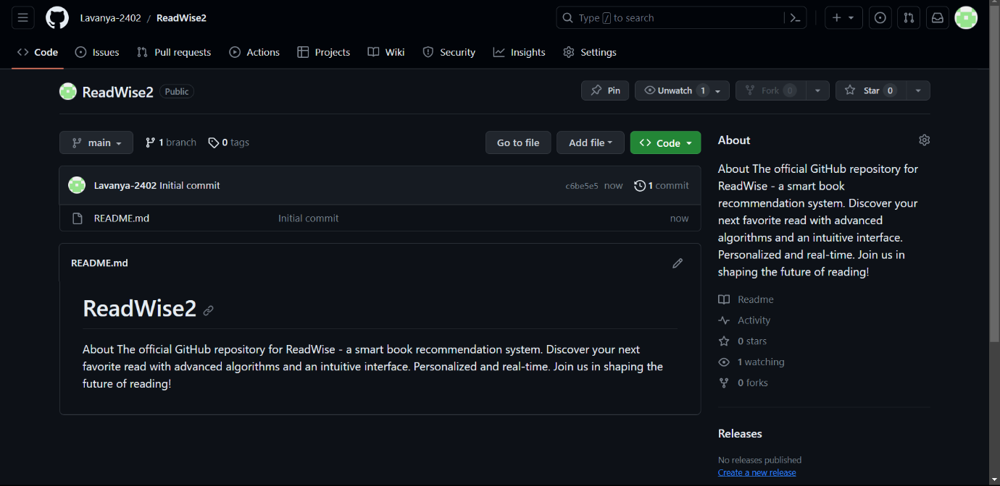 Lavanya-2402 / ReadWise2
Type / to search
Code Issues Pull requests Actions Projects Wiki Security Insights Settings
ReadWise2 Public
Pin Unwatch 1 Fork 0 Star 0
main 1 branch 0 tags Go to file Add file Code
Lavanya-2402 Initial commit c6be5e5 now 1 commit
README.md Initial commit now
README.md
ReadWise2
About The official GitHub repository for ReadWise - a smart book recommendation system. Discover your next
favorite read with advanced algorithms and an intuitive interface. Personalized and real-time. Join us in shaping the
future of reading!
About
About The official GitHub repository for
ReadWise - a smart book
recommendation system. Discover your
next favorite read with advanced
algorithms and an intuitive interface.
Personalized and real-time. Join us in
shaping the future of reading!
Readme
Activity
0 stars
1 watching
0 forks
Releases
No releases published
Create a new release